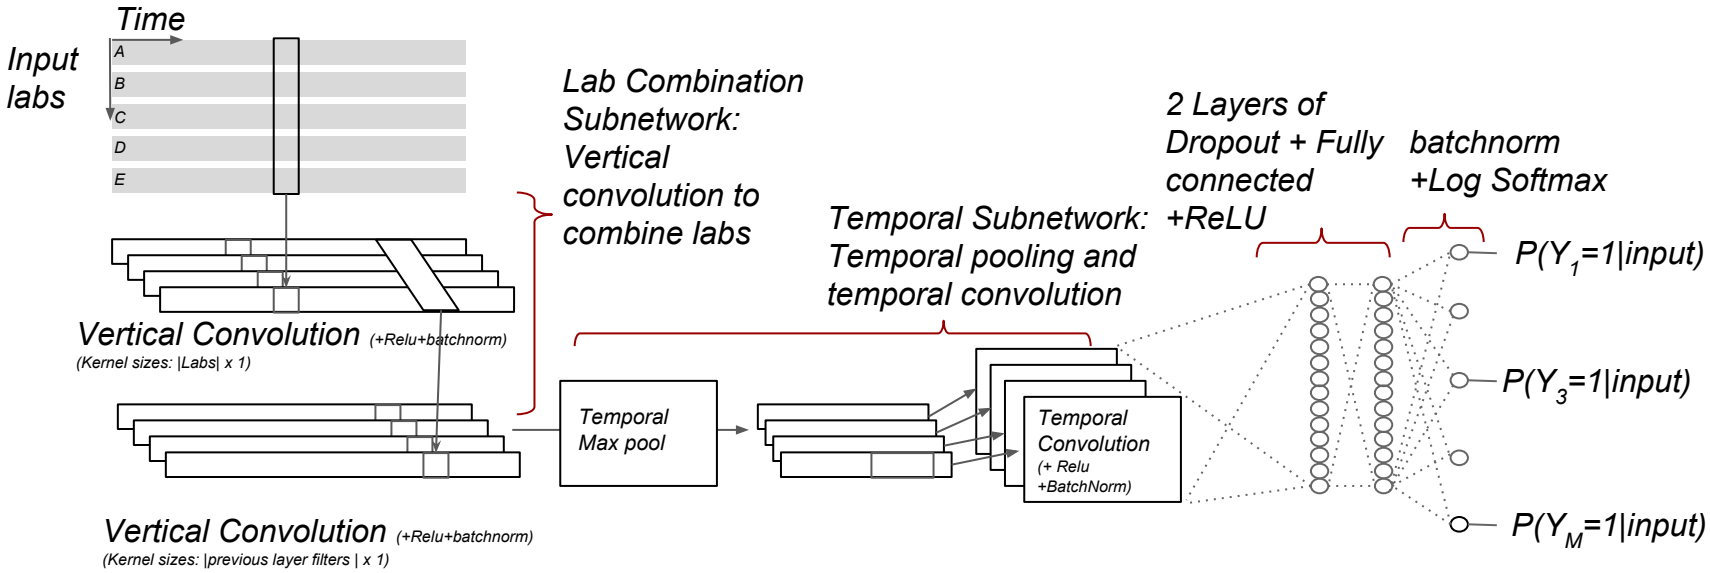 Time
Input
labs
A
B
C
D
E
Lab Combination
Subnetwork:
Vertical
convolution to
combine labs
Vertical Convolution (+Relu+batchnorm)
(Kernel sizes: |Labs| x 1)
Vertical Convolution (+Relu+batchnorm)
(Kernel sizes: |previous layer filters | x 1)
Temporal
Max pool
Temporal Subnetwork:
Temporal pooling and
temporal convolution
Temporal
Convolution
(+ Relu
+BatchNorm)
2 Layers of
Dropout + Fully
connected
+ReLU
batchnorm
+Log Softmax
P(Y_1=1|input)
P(Y_3=1|input)
P(Y_M=1|input)